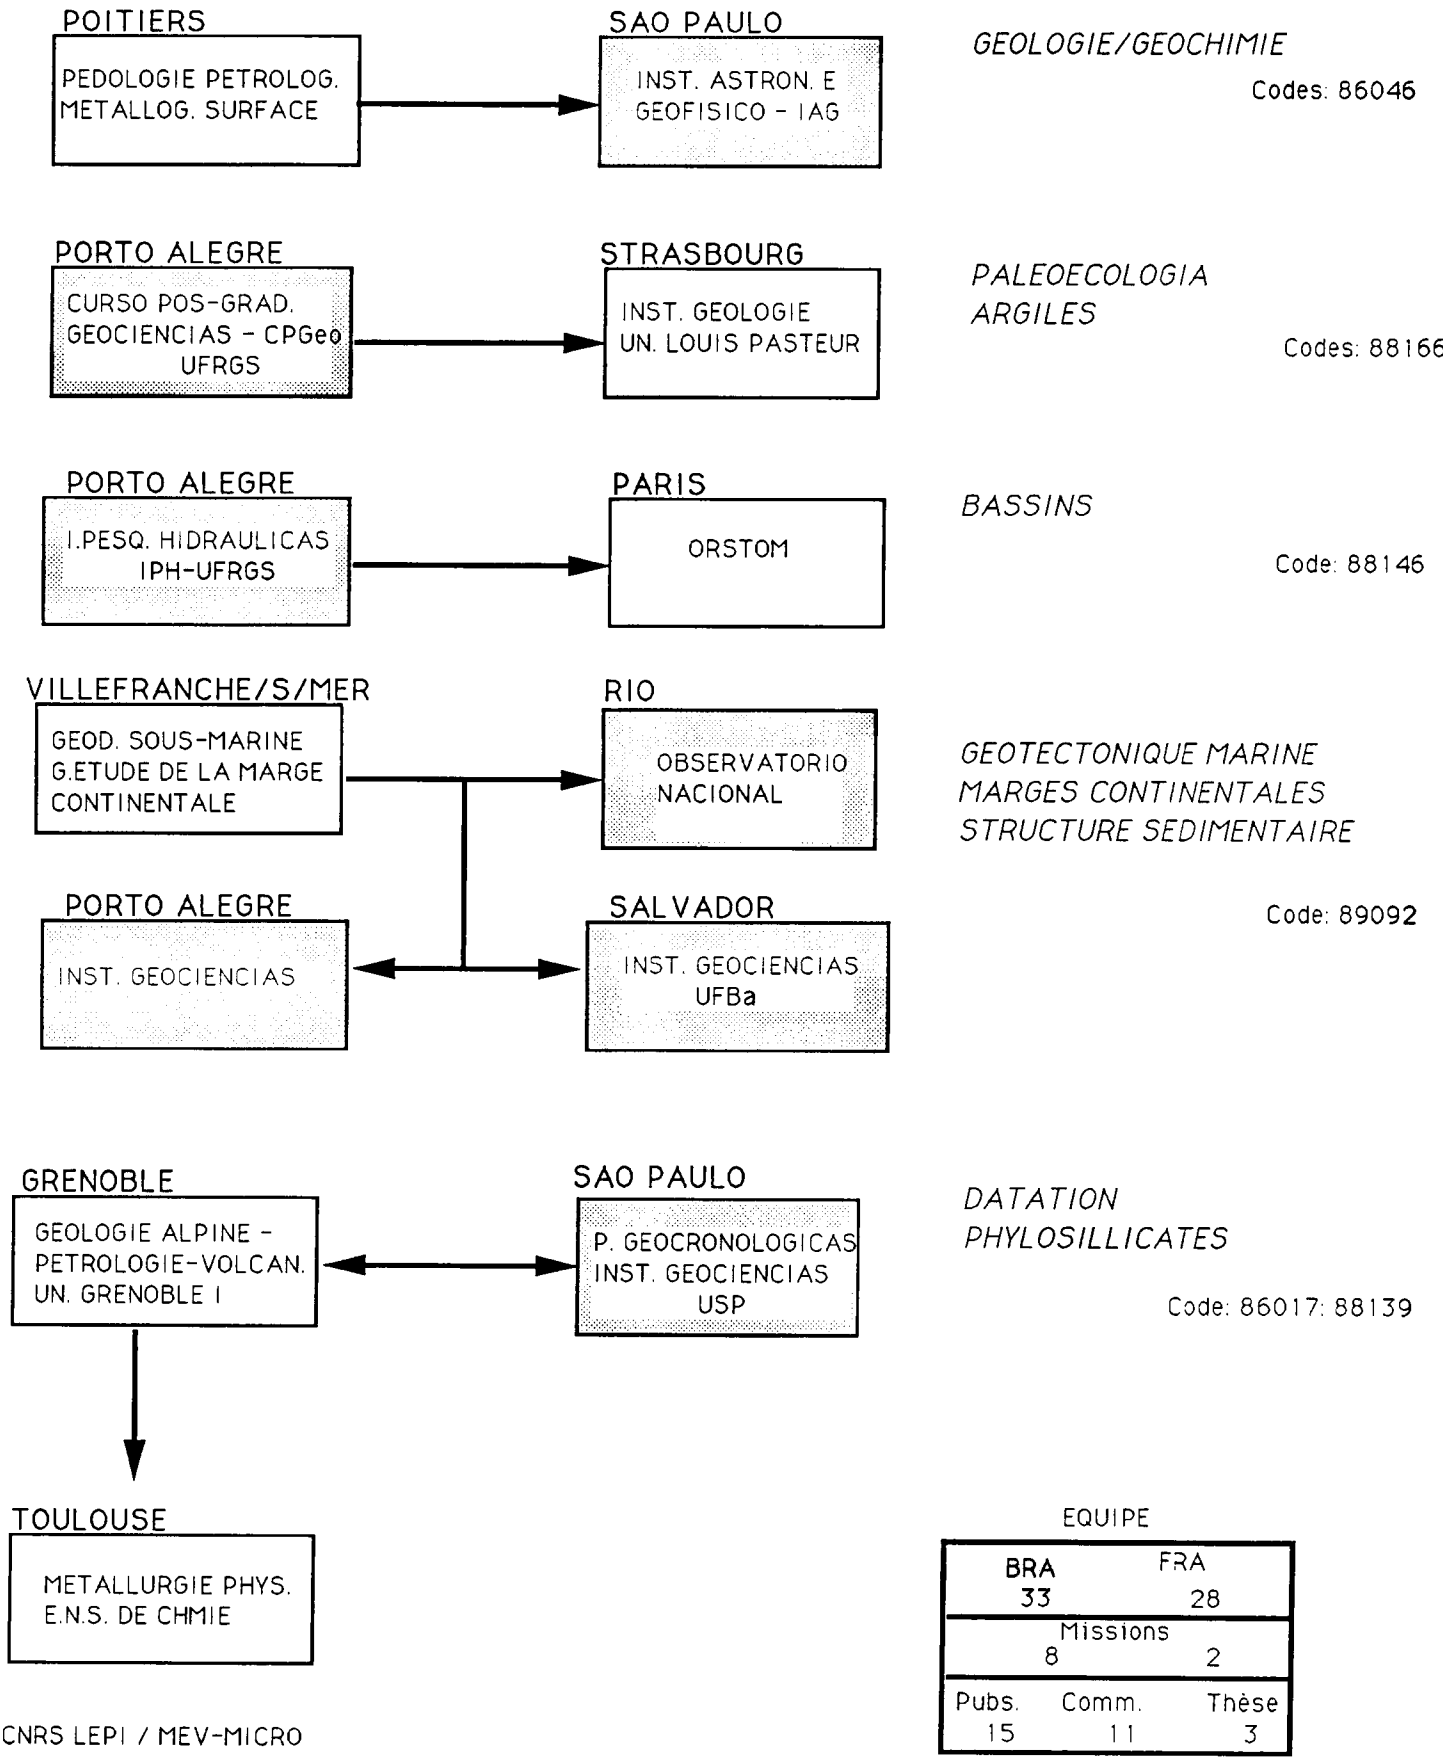 POITIERS
PEDOLOGIE PETROLOG.
METALLOG. SURFACE
SAO PAULO
INST. ASTRON. E
GEOFISICO - IAG
GEOLOGIE/GEOCHIMIE
Codes: 86046
PORTO ALEGRE
CURSO POS-GRAD.
GEOCIENCIAS - CPGeo
UFRGS
STRASBOURG
INST. GEOLOGIE
UN. LOUIS PASTEUR
PALEOECOLOGIA
ARGILES
Codes: 88166
PORTO ALEGRE
I.PESQ. HIDRAULICAS
IPH-UFRGS
PARIS
ORSTOM
BASSINS
Code: 88146
VILLEFRANCHE/S/MER
GEOD. SOUS-MARINE
G.ETUDE DE LA MARGE
CONTINENTALE
RIO
OBSERVATORIO
NACIONAL
GEOTECTONIQUE MARINE
MARGES CONTINENTALES
STRUCTURE SEDIMENTAIRE
Code: 89092
PORTO ALEGRE
INST. GEOCIENCIAS
SALVADOR
INST. GEOCIENCIAS
UFBa
GRENOBLE
GEOLOGIE ALPINE -
PETROLOGIE-VOLCAN.
UN. GRENOBLE I
SAO PAULO
P. GEOCRONOLOGICAS
INST. GEOCIENCIAS
USP
DATATION
PHYLOSILLICATES
Code: 86017: 88139
TOULOUSE
METALLURGIE PHYS.
E.N.S. DE CHMIE
CNRS LEPI / MEV-MICRO
EQUIPE
BRA FRA
33 28
Missions
8 2
Pubs. Comm. Thèse
15 11 3